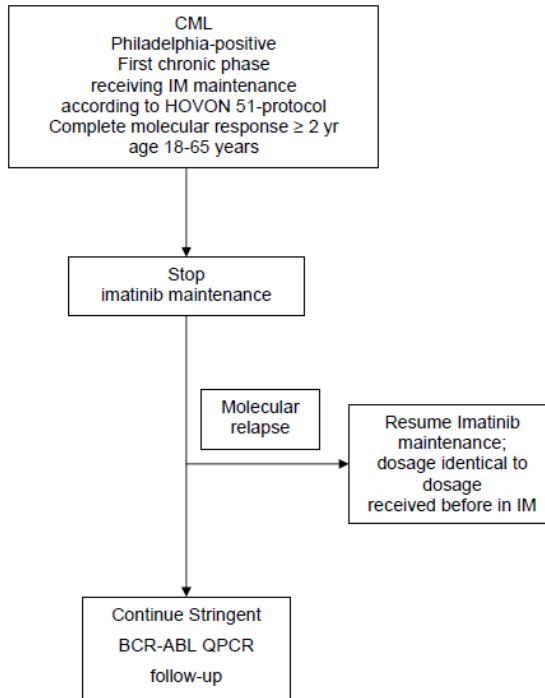 CML
Philadelphia-positive
First chronic phase
receiving IM maintenance
according to HOVON 51-protocol
Complete molecular response ≥ 2 yr
age 18-65 years
Stop
imatinib maintenance
Molecular
relapse
Resume Imatinib
maintenance;
dosage identical to
dosage
received before in IM
Continue Stringent
BCR-ABL QPCR
follow-up